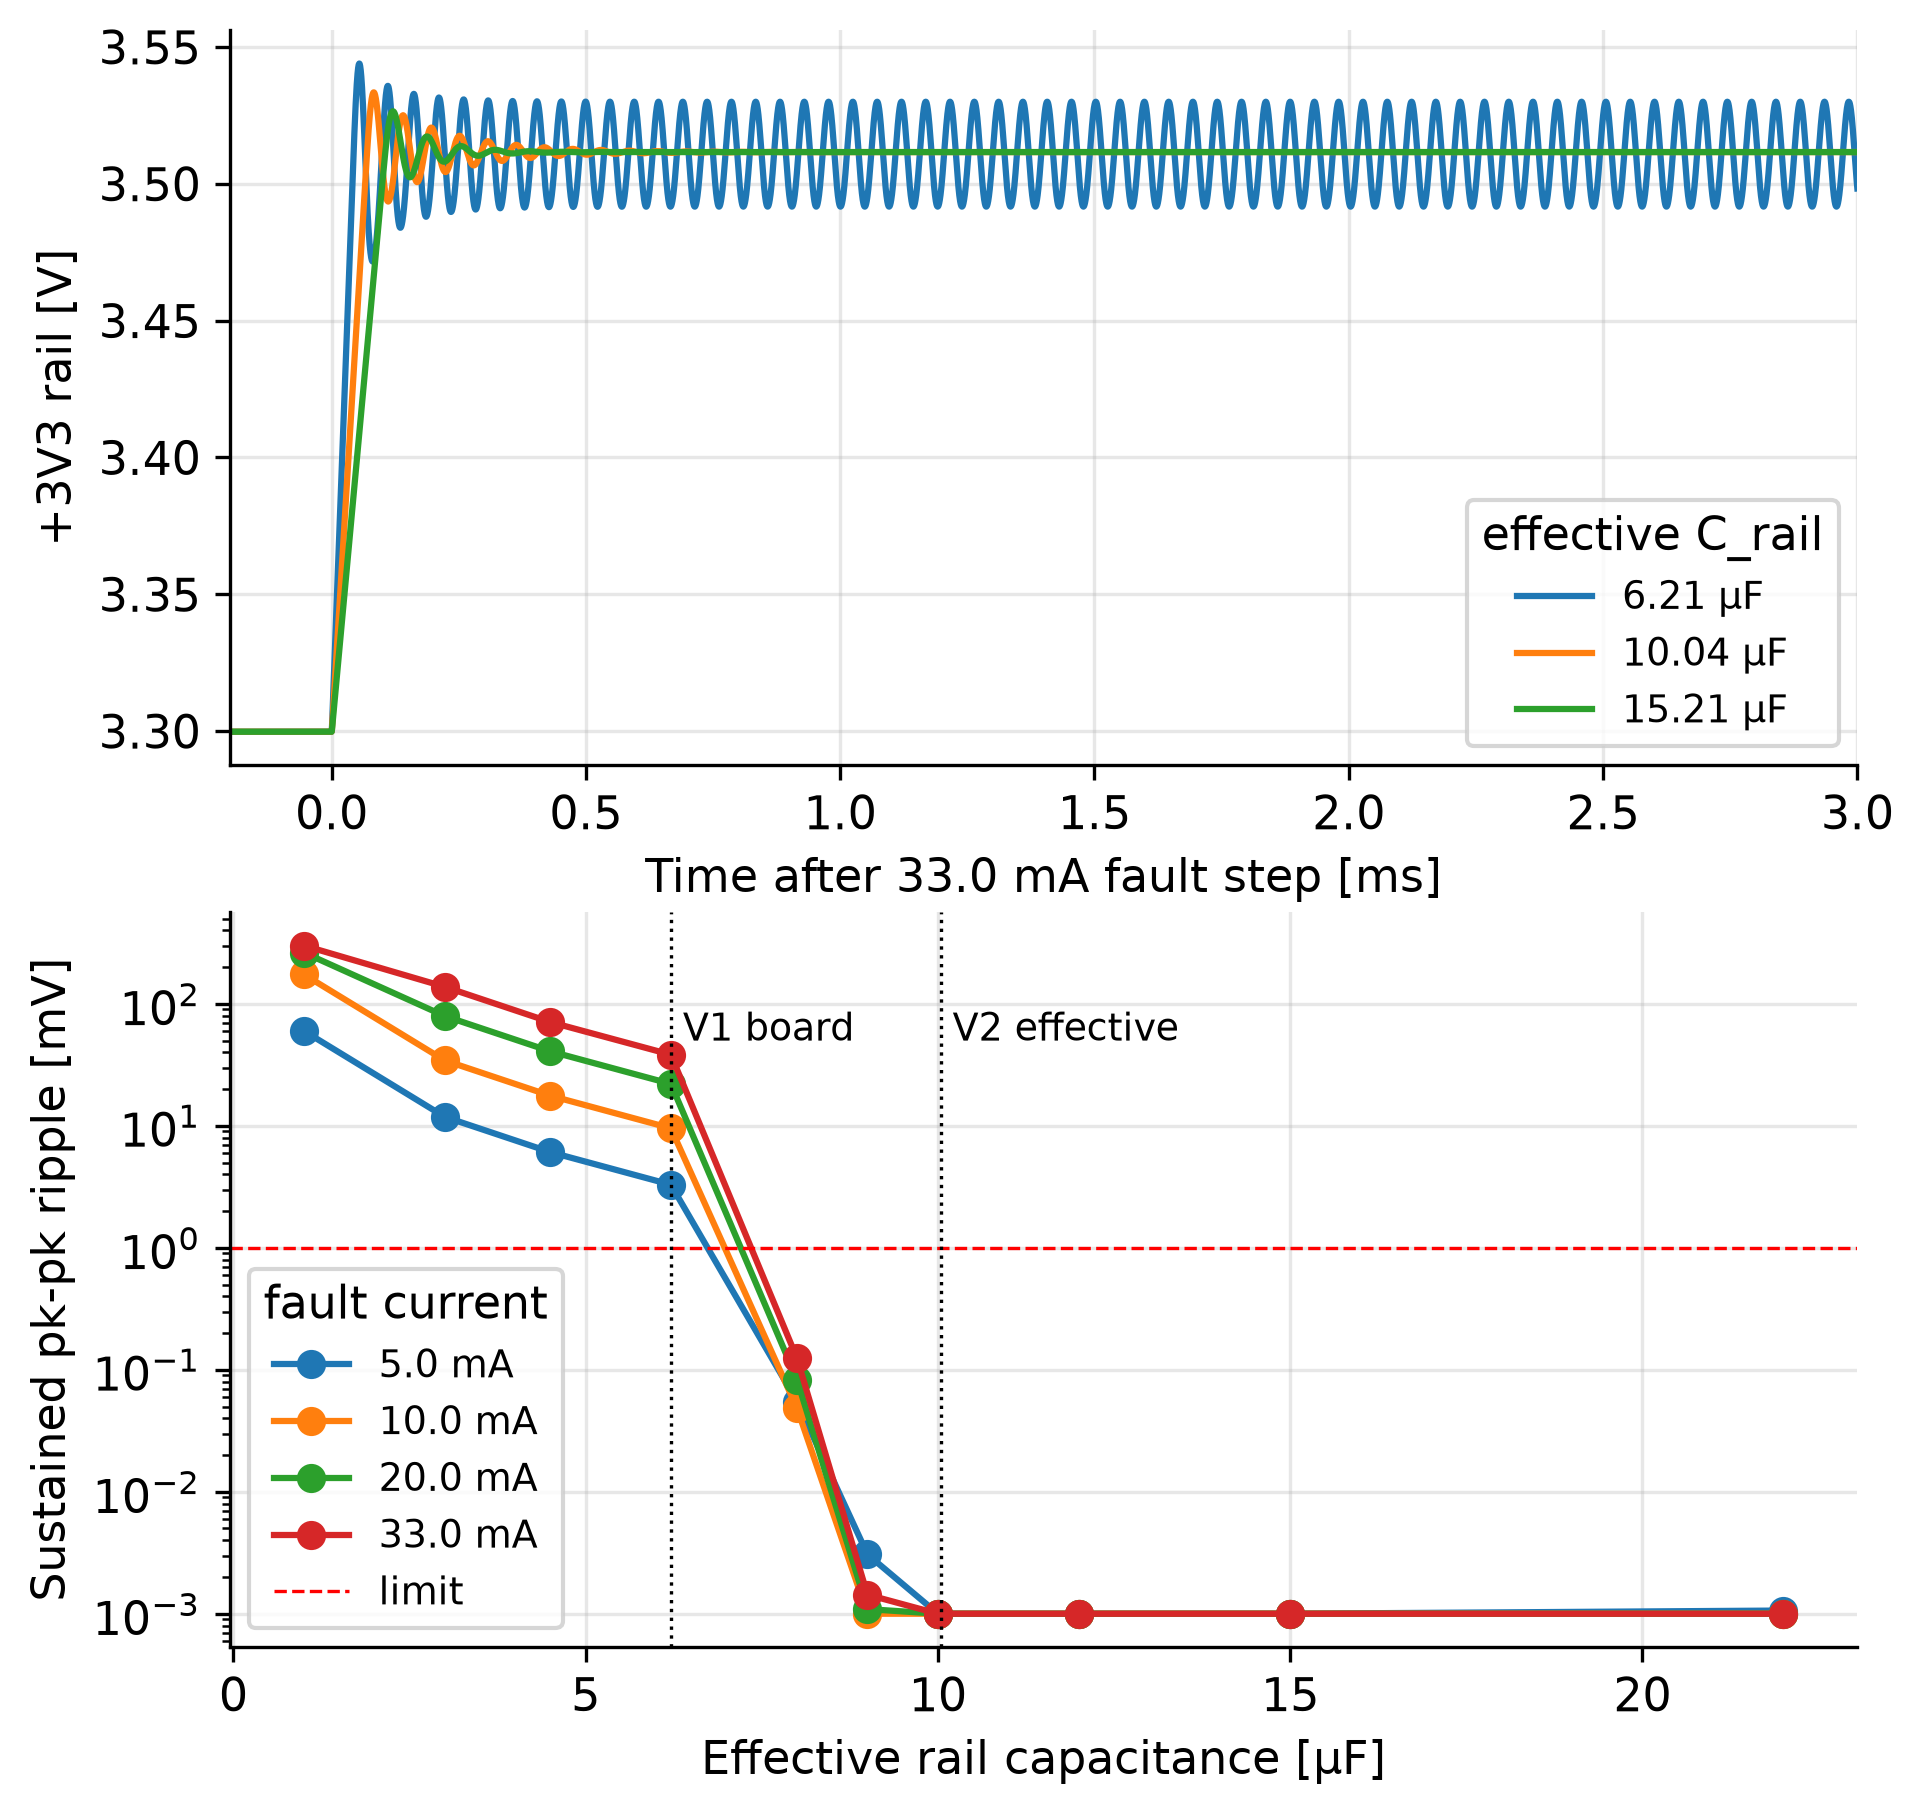 3.55
3.50
3.45
3.40
3.35
3.30
+3V3 rail [V]
effective C_rail
6.21 µF
10.04 µF
15.21 µF
0.0 0.5 1.0 1.5 2.0 2.5 3.0
Time after 33.0 mA fault step [ms]
10²
10¹
10⁰
10⁻¹
10⁻²
10⁻³
Sustained pk-pk ripple [mV]
V1 board
V2 effective
fault current
5.0 mA
10.0 mA
20.0 mA
33.0 mA
limit
0 5 10 15 20
Effective rail capacitance [µF]